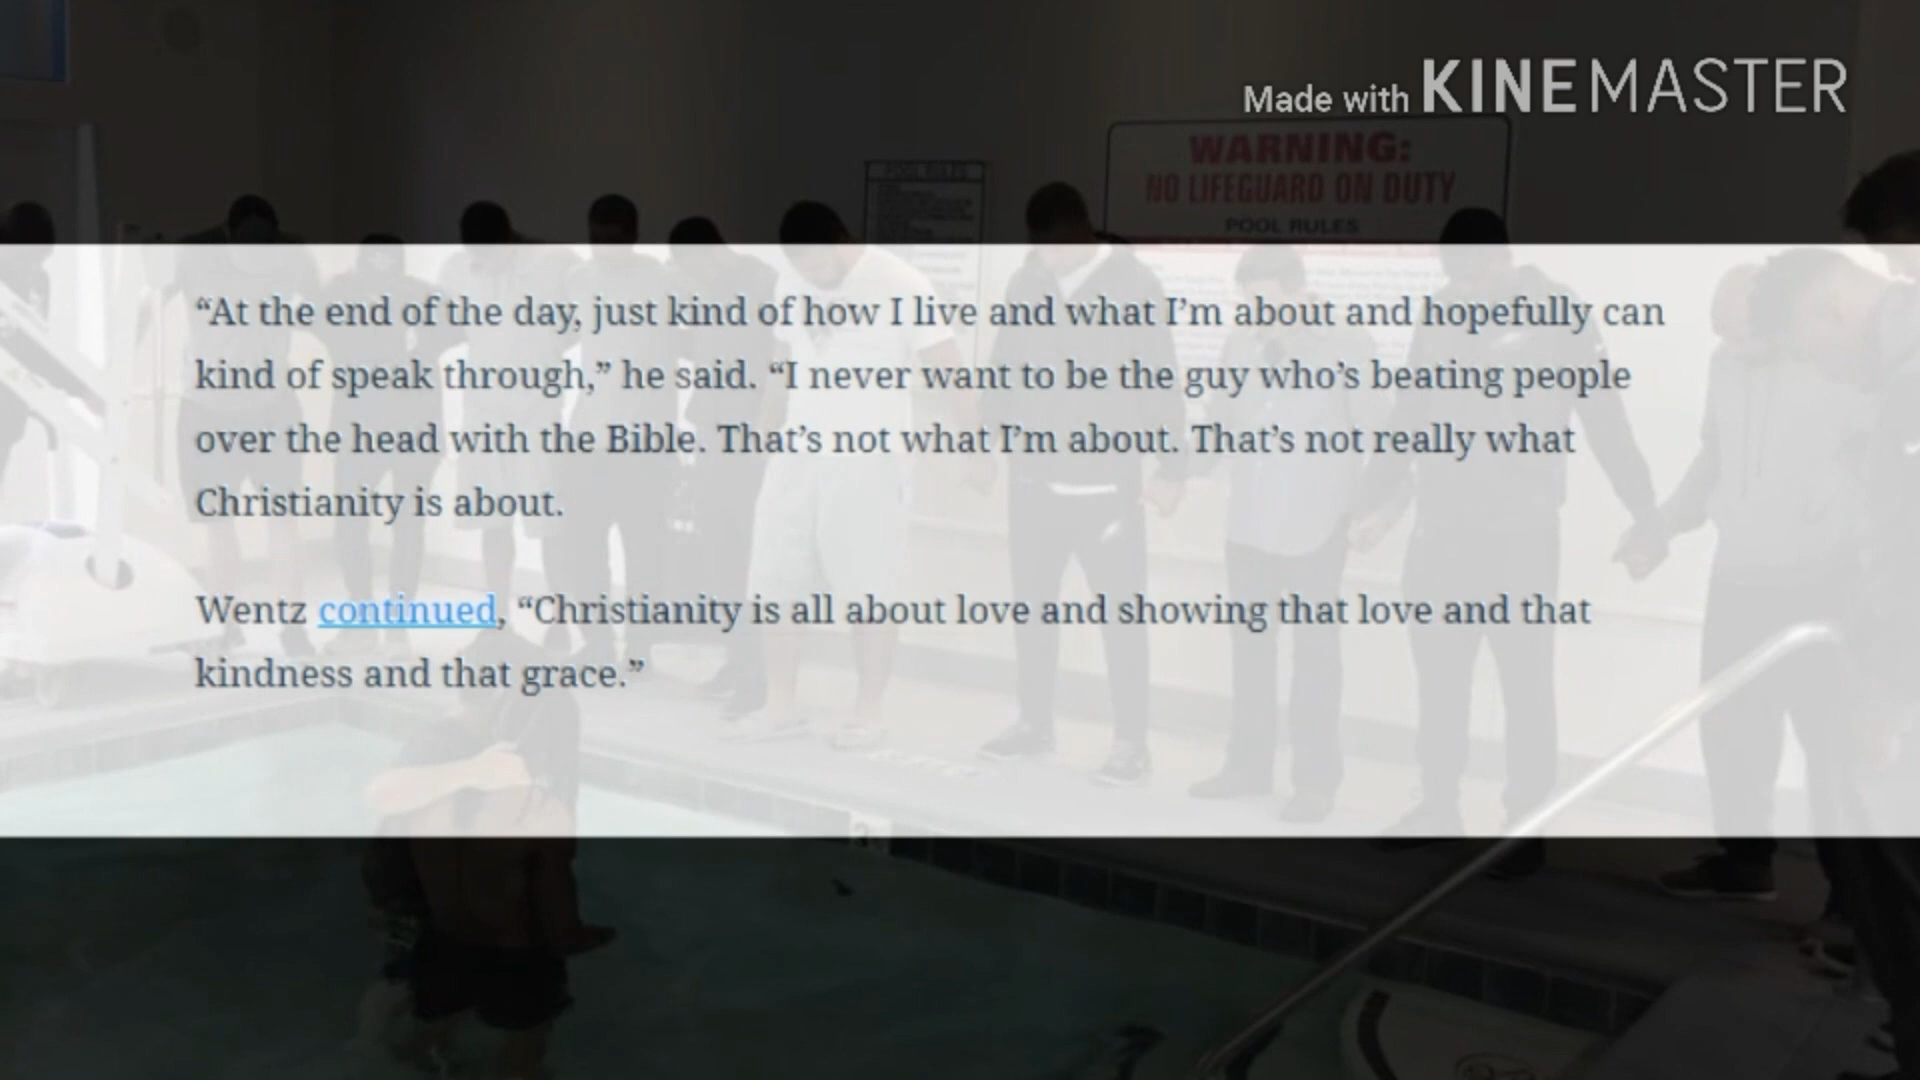 Made with KINEMASTER
WARNING:
NO LIFEGUARD ON DUTY
POOL RULES
POOL RULES
“At the end of the day, just kind of how I live and what I’m about and hopefully can
kind of speak through,” he said. “I never want to be the guy who’s beating people
over the head with the Bible. That’s not what I’m about. That’s not really what
Christianity is about.
Wentz continued, “Christianity is all about love and showing that love and that
kindness and that grace.”